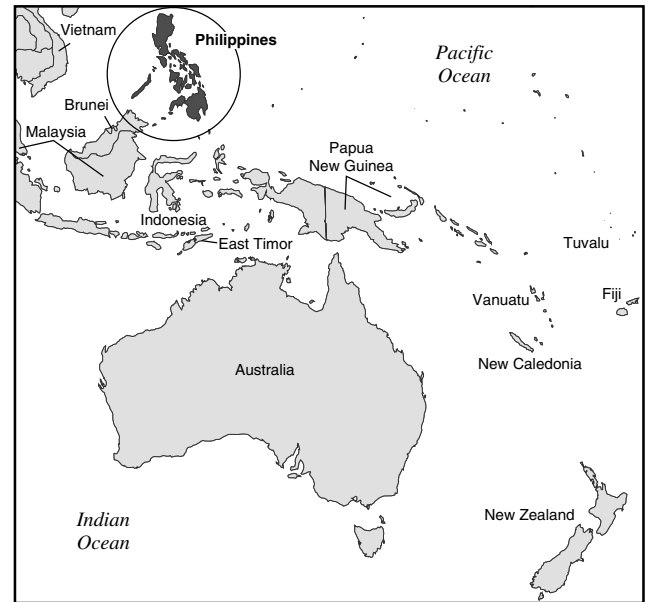 Vietnam
Philippines
Pacific
Ocean
Brunei
Malaysia
Papua
New Guinea
Indonesia
East Timor
Tuvalu
Vanuatu
Fiji
New Caledonia
Australia
New Zealand
Indian
Ocean